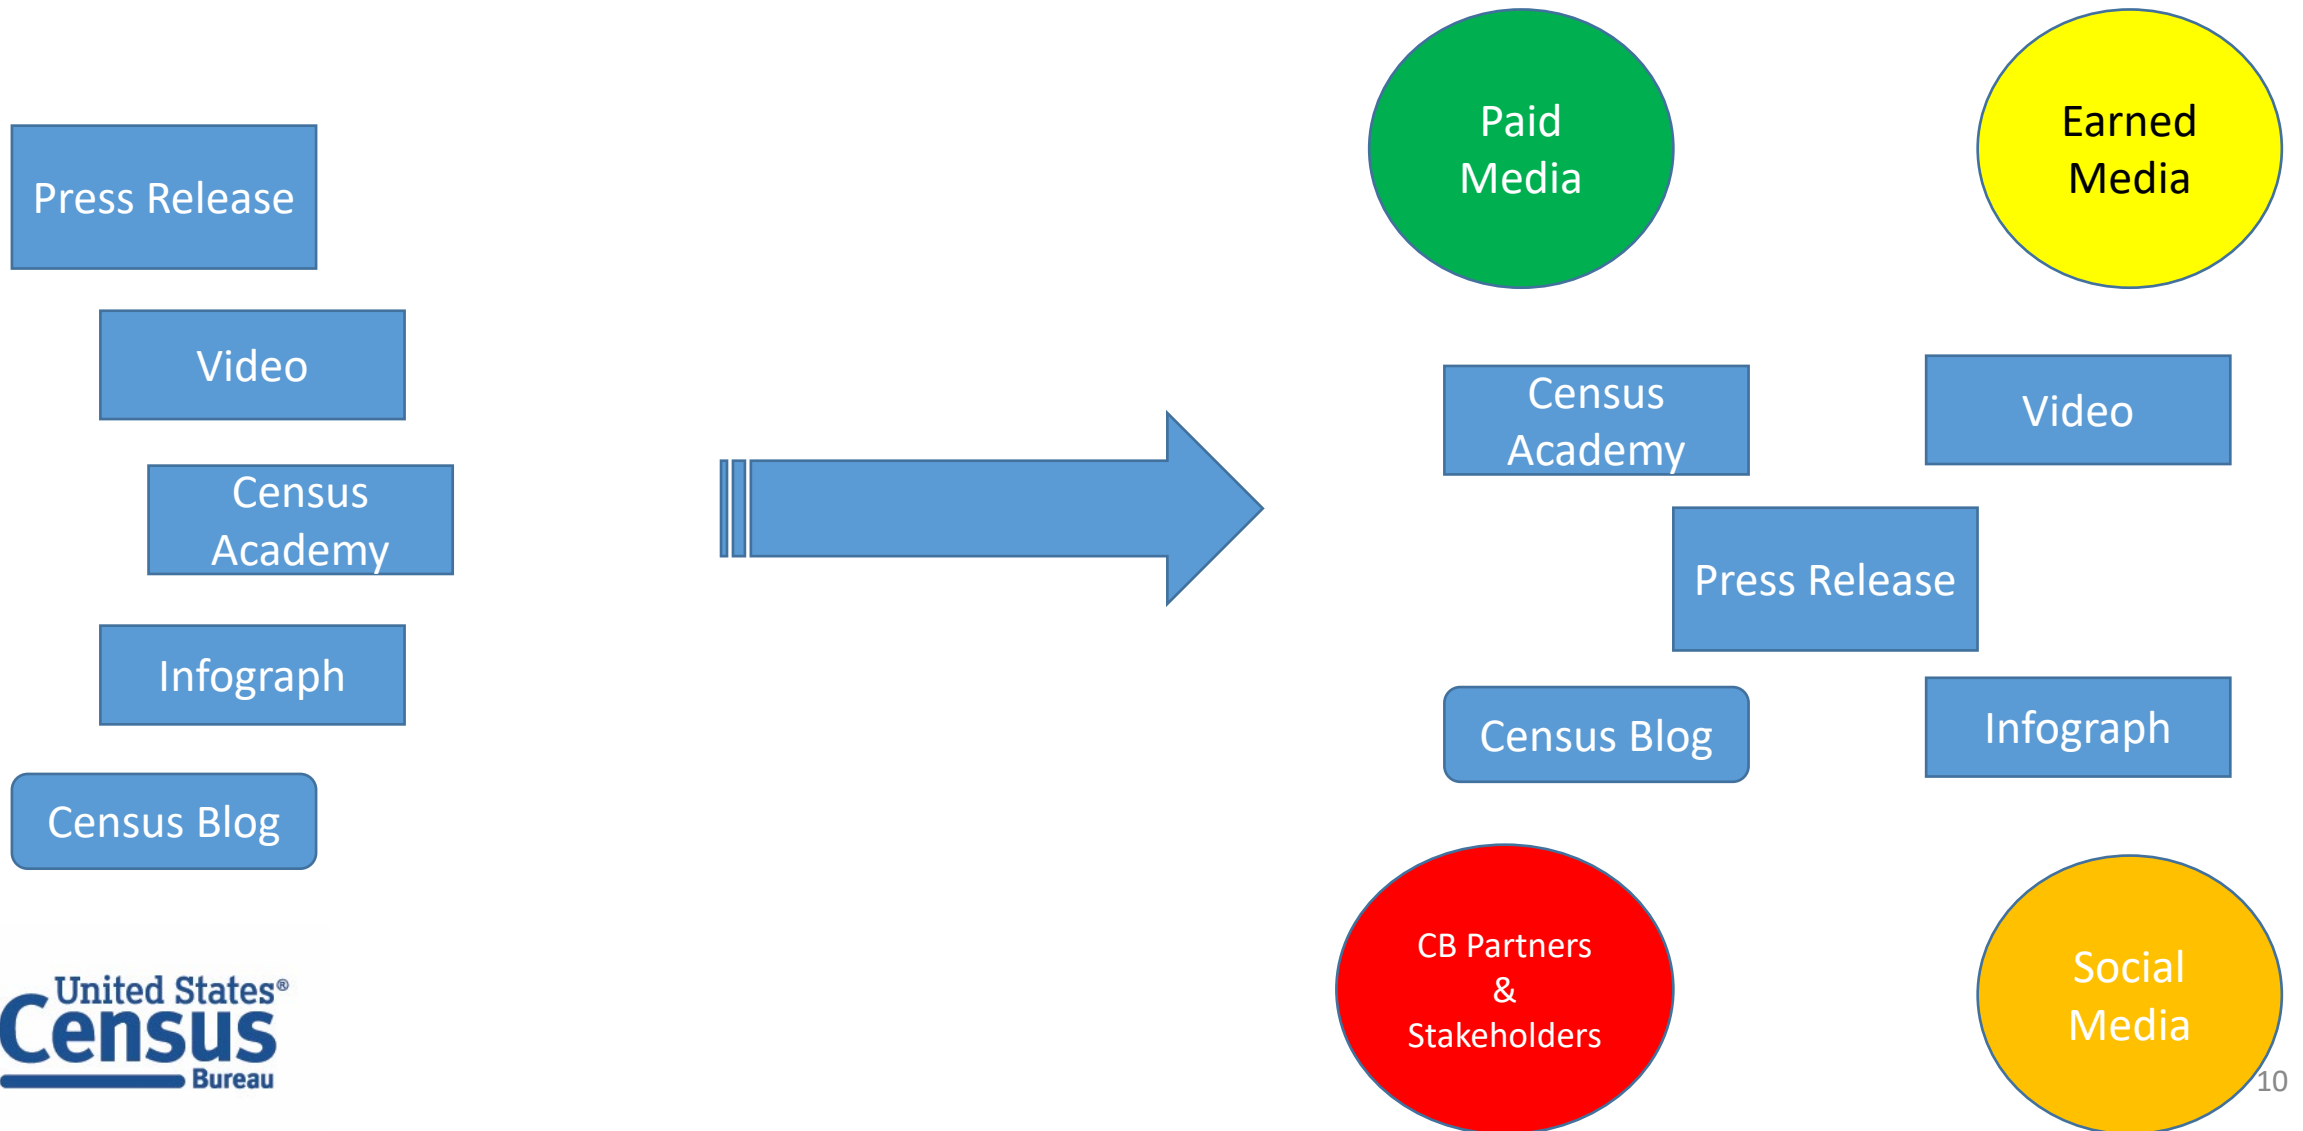 Press Release
Video
Census
Academy
Infograph
Census Blog
United States®
Census
Bureau
Paid
Media
Earned
Media
Census
Academy
Video
Press Release
Census Blog
Infograph
CB Partners
&
Stakeholders
Social
Media
10